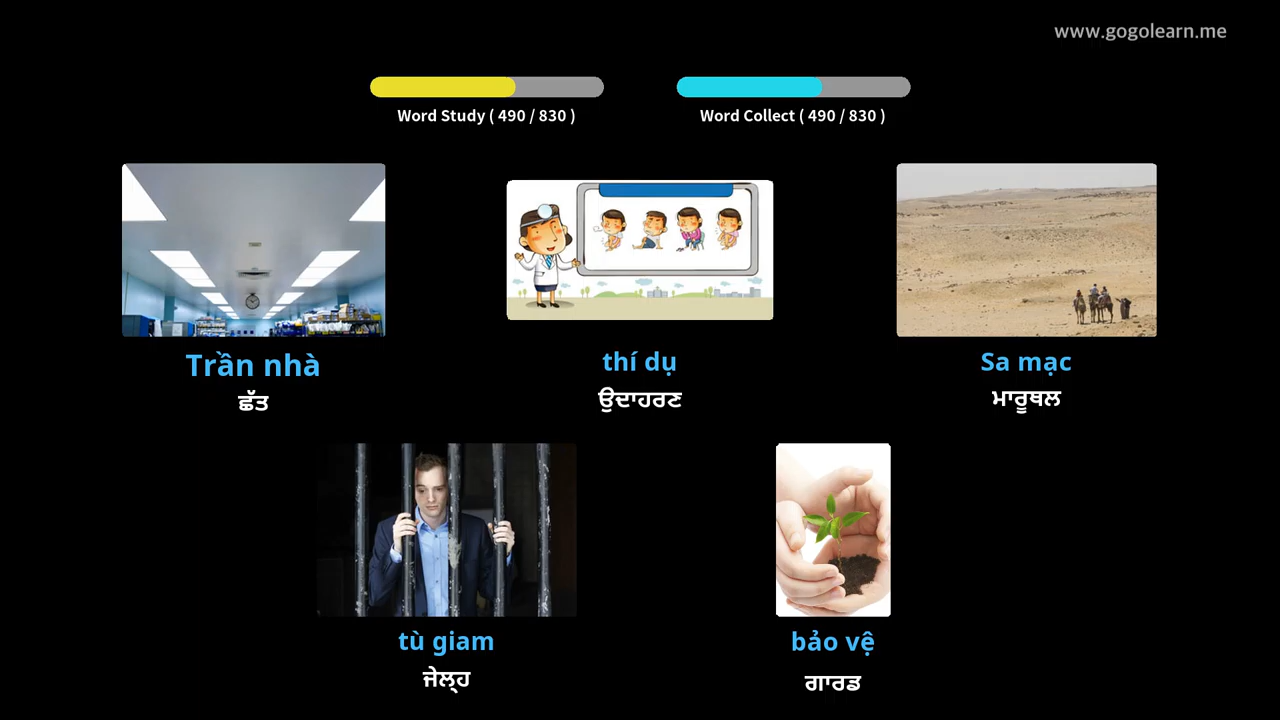 www.gogolearn.me
Word Study ( 490 / 830 )
Word Collect ( 490 / 830 )
Trần nhà
ਛੱਤ
thí dụ
ਉਦਾਹਰਣ
Sa mạc
ਮਾਰੂਥਲ
tù giam
ਜੇਲ੍ਹ
bảo vệ
ਗਾਰਡ